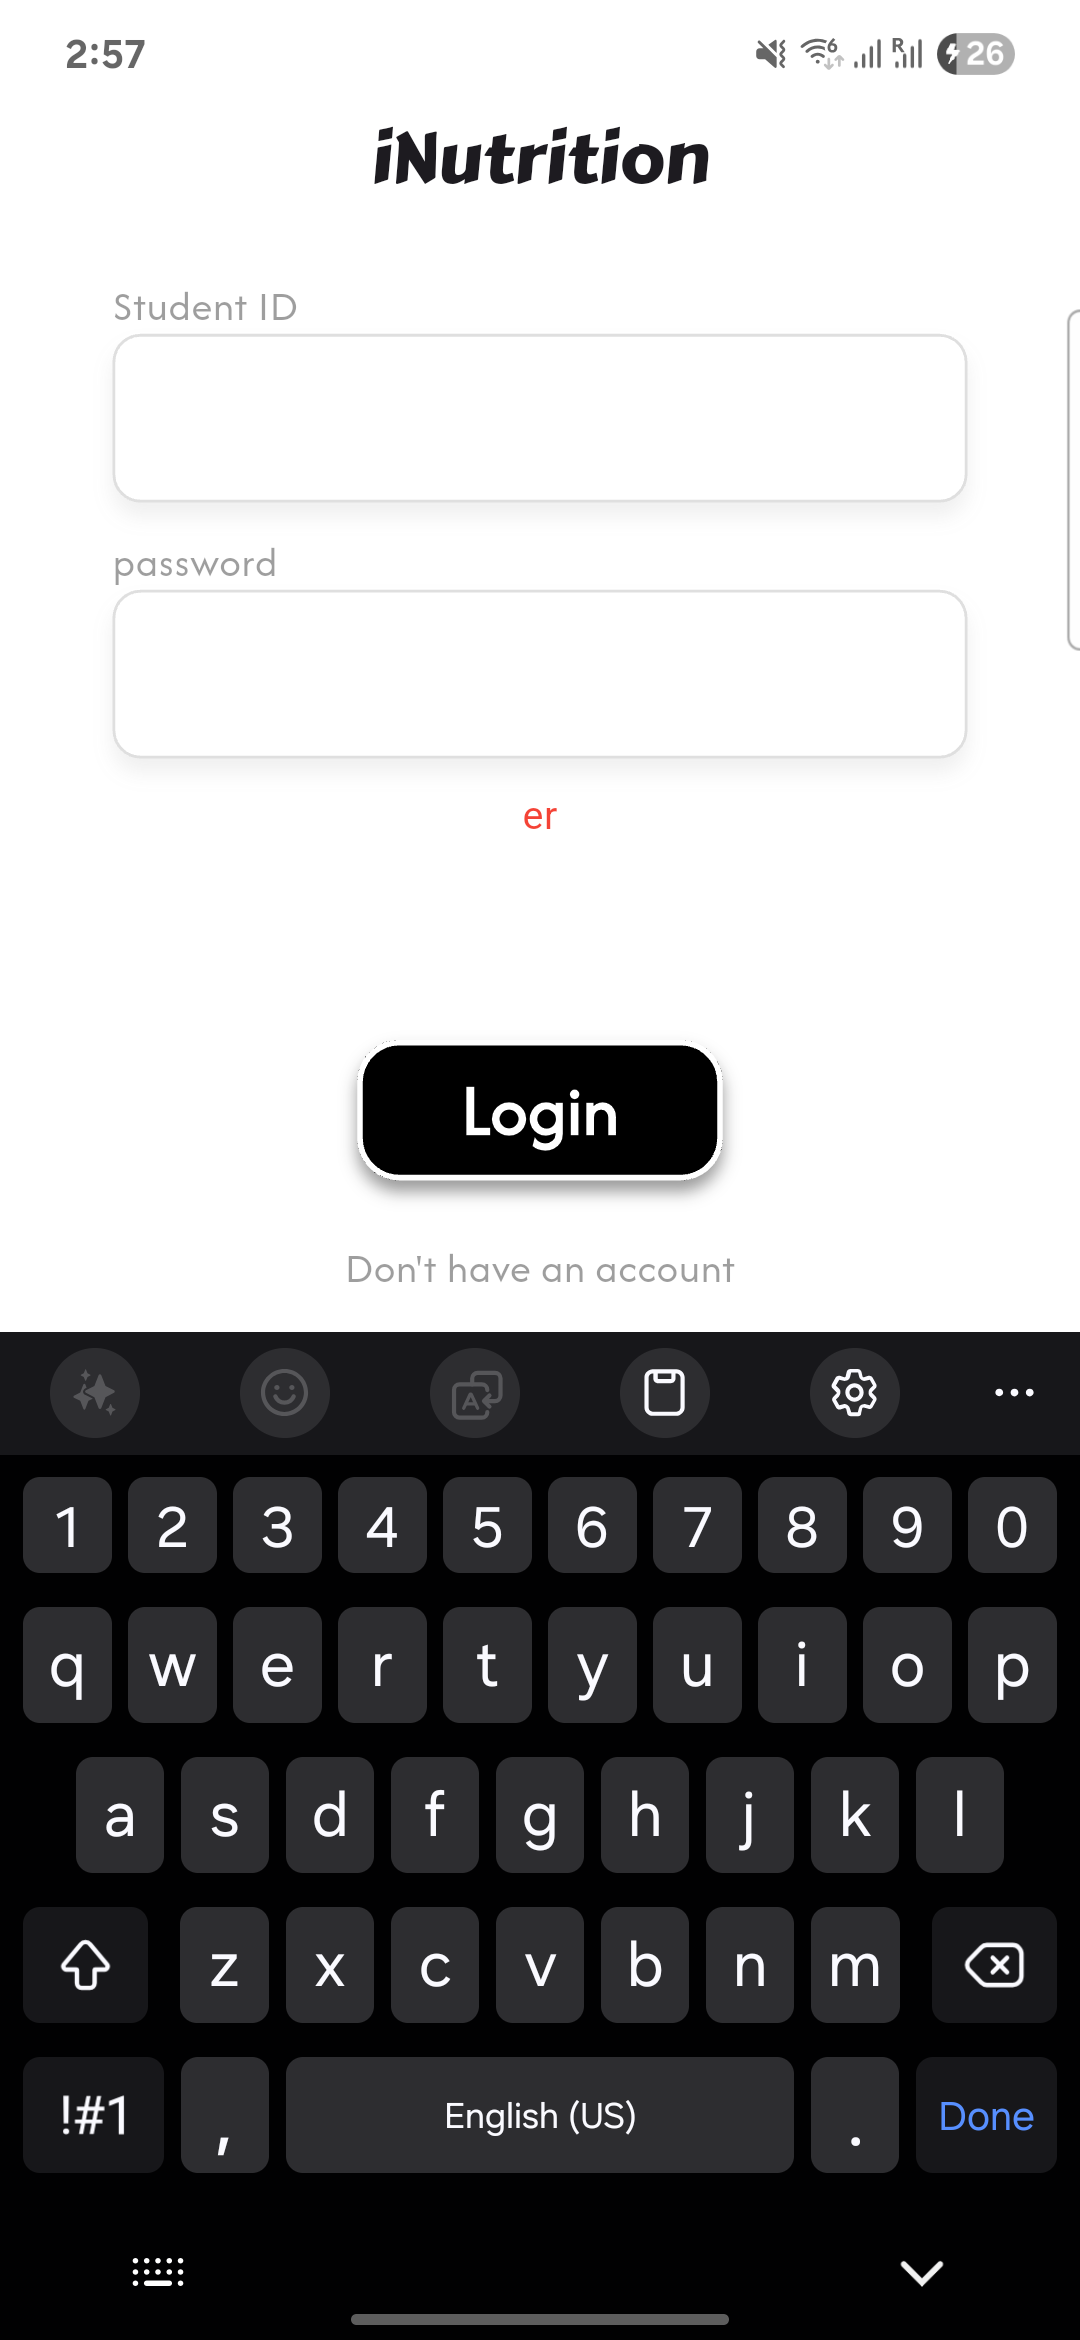 2:57
6 R 26
iNutrition
Student ID
password
er
Login
Don't have an account
A
1 2 3 4 5 6 7 8 9 0
q w e r t y u i o p
a s d f g h j k l
z x c v b n m
!#1 , English (US) . Done